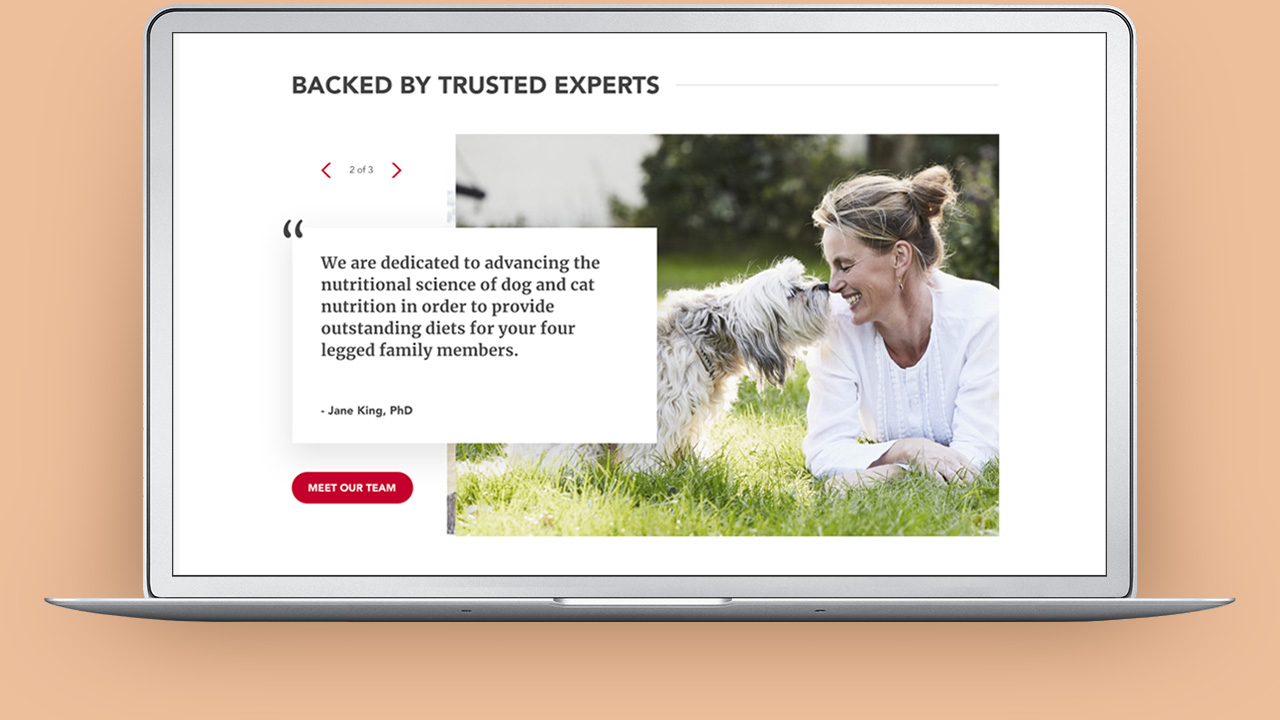 BACKED BY TRUSTED EXPERTS
2 of 3
“
We are dedicated to advancing the
nutritional science of dog and cat
nutrition in order to provide
outstanding diets for your four
legged family members.
- Jane King, PhD
MEET OUR TEAM